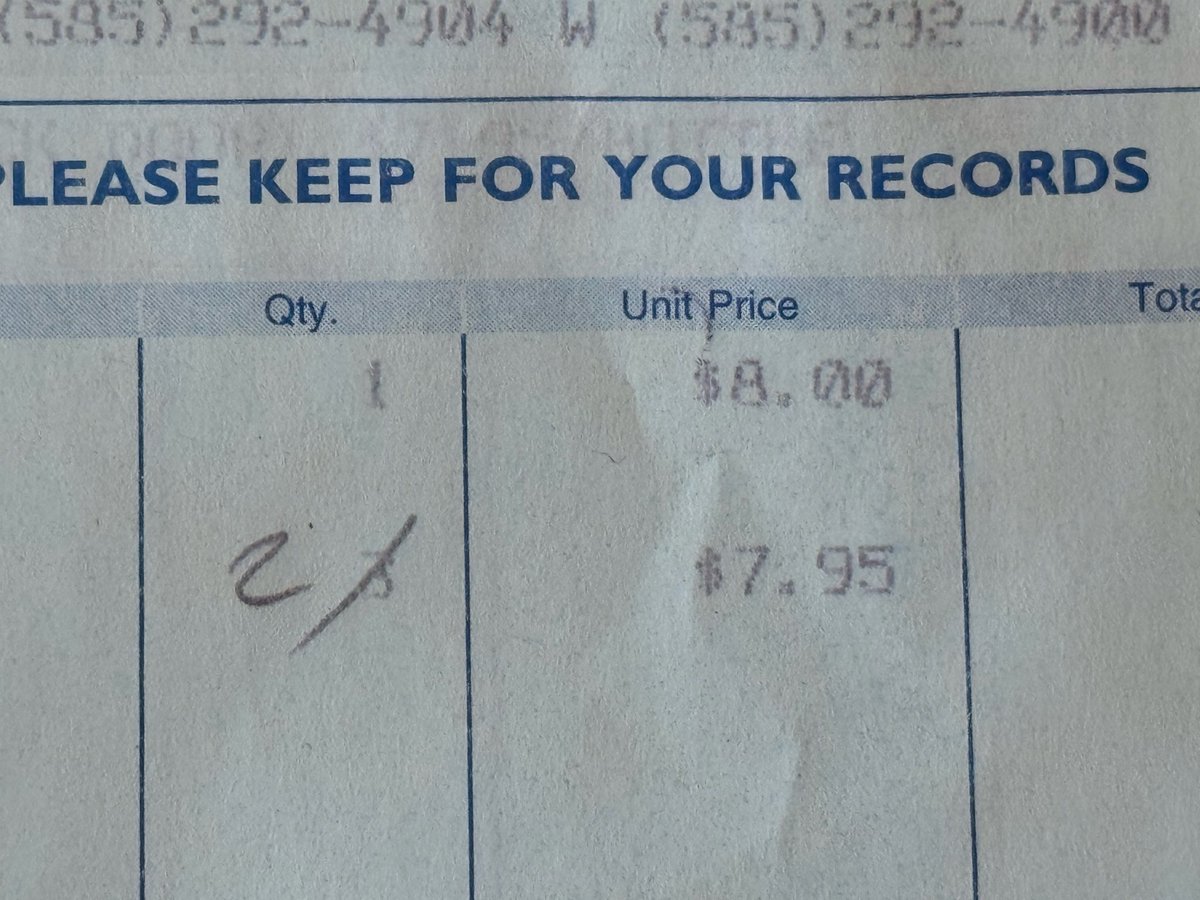 (585)292-4904 W (585)292-4900
PLEASE KEEP FOR YOUR RECORDS
Qty. Unit Price
1 $8.00
2 $7.95